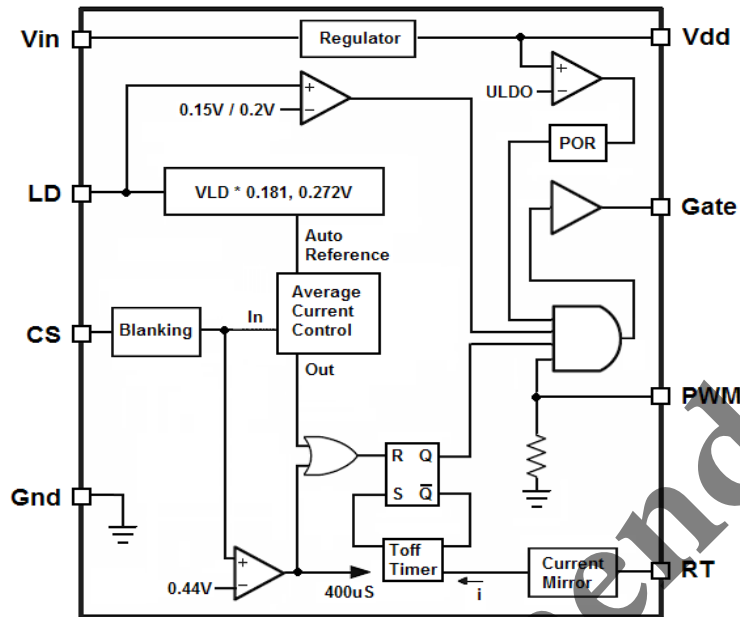 Vin
Regulator
Vdd
ULDO
+
−
0.15V / 0.2V
+
−
POR
LD
VLD * 0.181, 0.272V
Gate
Auto
Reference
Average
Current
Control
In
Out
CS
Blanking
PWM
R Q
S Q̅
Gnd
Toff
Timer
0.44V
+
−
400uS
i
Current
Mirror
RT
end